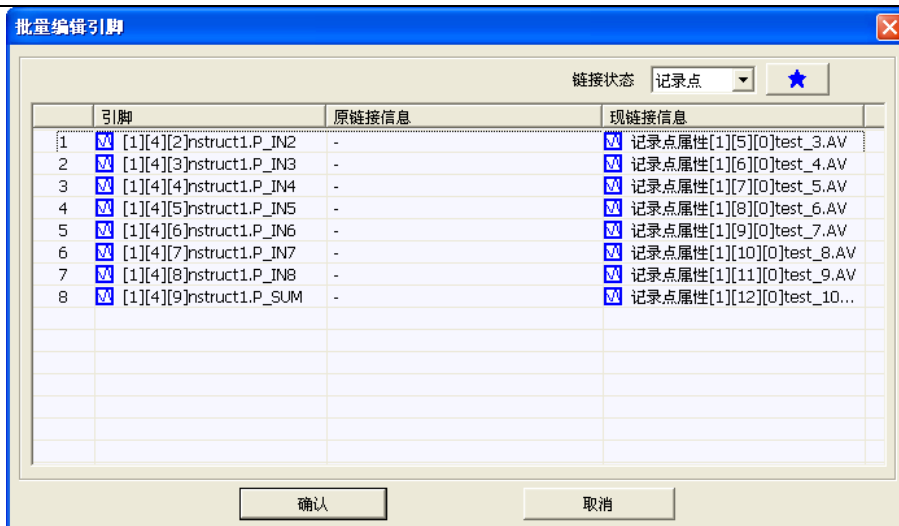 批量编辑引脚
链接状态 记录点
引脚 原链接信息 现链接信息
1 [1][4][2]nstruct1.P_IN2 - 记录点属性[1][5][0]test_3.AV
2 [1][4][3]nstruct1.P_IN3 - 记录点属性[1][6][0]test_4.AV
3 [1][4][4]nstruct1.P_IN4 - 记录点属性[1][7][0]test_5.AV
4 [1][4][5]nstruct1.P_IN5 - 记录点属性[1][8][0]test_6.AV
5 [1][4][6]nstruct1.P_IN6 - 记录点属性[1][9][0]test_7.AV
6 [1][4][7]nstruct1.P_IN7 - 记录点属性[1][10][0]test_8.AV
7 [1][4][8]nstruct1.P_IN8 - 记录点属性[1][11][0]test_9.AV
8 [1][4][9]nstruct1.P_SUM - 记录点属性[1][12][0]test_10...
确认 取消